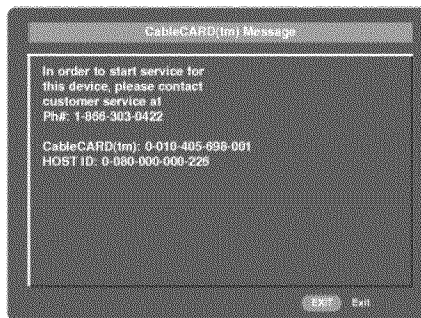 CableCARD(tm) Message
In order to start service for
this device, please contact
customer service at
Ph#: 1-866-303-0422
CableCARD(tm): 0-010-405-698-001
HOST ID: 0-080-000-000-226
EXIT Exit